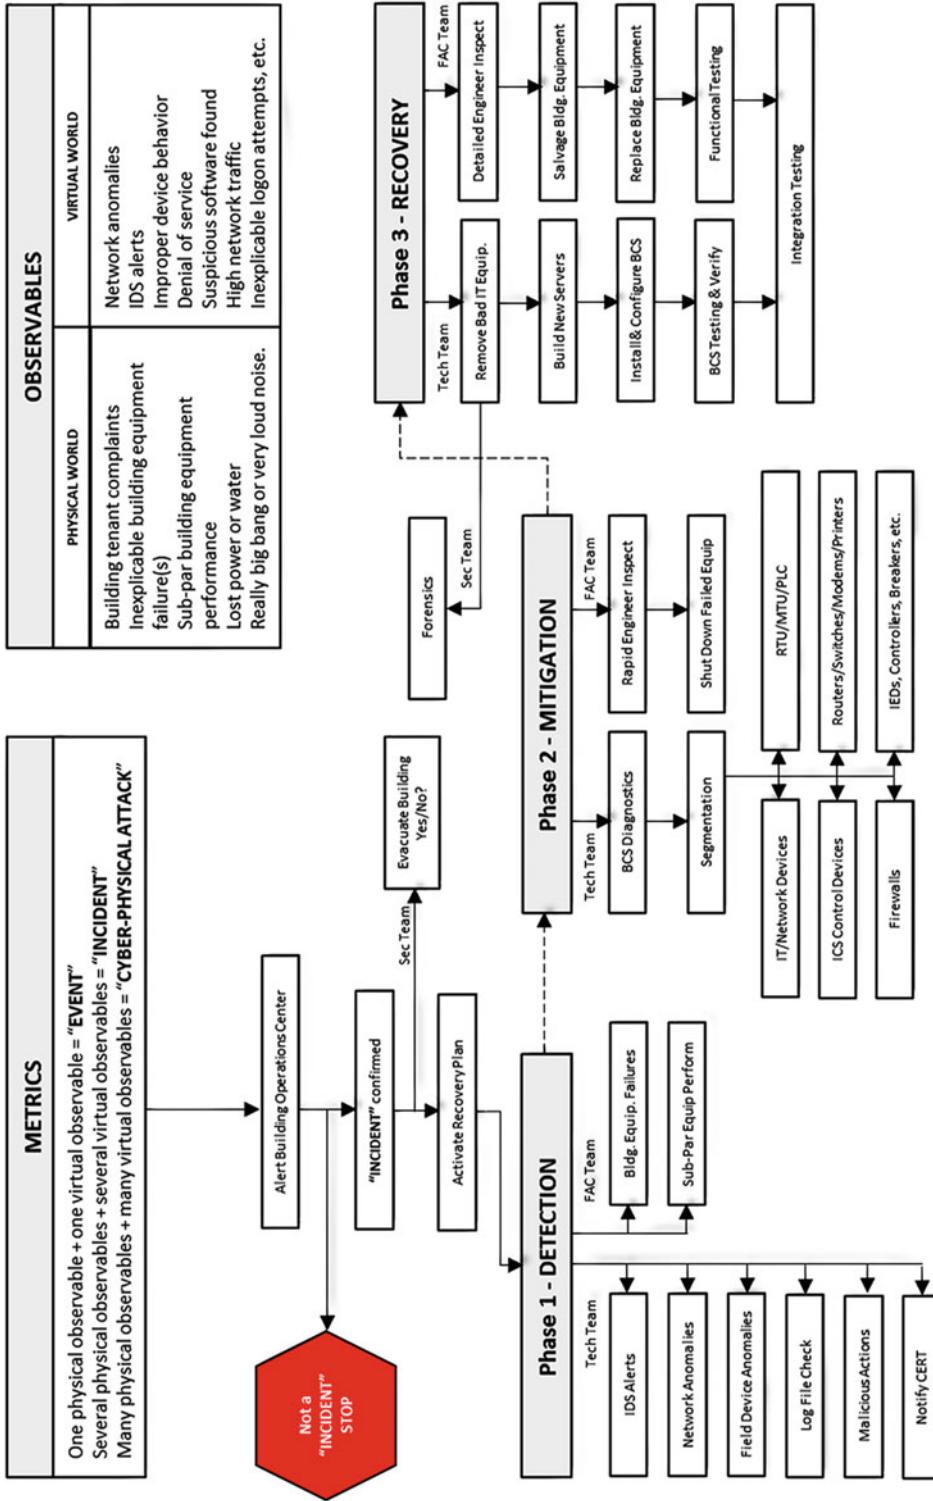 METRICS
One physical observable + one virtual observable = “EVENT”
Several physical observables + several virtual observables = “INCIDENT”
Many physical observables + many virtual observables = “CYBER-PHYSICAL ATTACK”
OBSERVABLES
PHYSICAL WORLD
Building tenant complaints
Inexplicable building equipment
failure(s)
Sub-par building equipment
performance
Lost power or water
Really big bang or very loud noise.
VIRTUAL WORLD
Network anomalies
IDS alerts
Improper device behavior
Denial of service
Suspicious software found
High network traffic
Inexplicable logon attempts, etc.
Alert Building Operations Center
Not a
“INCIDENT”
STOP
“INCIDENT” confirmed
Sec Team
Evacuate Building
Yes/No?
Activate Recovery Plan
Phase 1 - DETECTION
Tech Team
IDS Alerts
Network Anomalies
Field Device Anomalies
Log File Check
Malicious Actions
Notify CERT
FAC Team
Bldg. Equip. Failures
Sub-Par Equip Perform
Phase 2 - MITIGATION
Tech Team
BCS Diagnostics
Segmentation
FAC Team
Rapid Engineer Inspect
Shut Down Failed Equip
IT/Network Devices
RTU/MTU/PLC
ICS Control Devices
Routers/Switches/Modems/Printers
Firewalls
IEDs, Controllers, Breakers, etc.
Phase 3 - RECOVERY
Tech Team
Remove Bad IT Equip.
Build New Servers
Install & Configure BCS
BCS Testing & Verify
FAC Team
Detailed Engineer Inspect
Salvage Bldg. Equipment
Replace Bldg. Equipment
Functional Testing
Integration Testing
Sec Team
Forensics